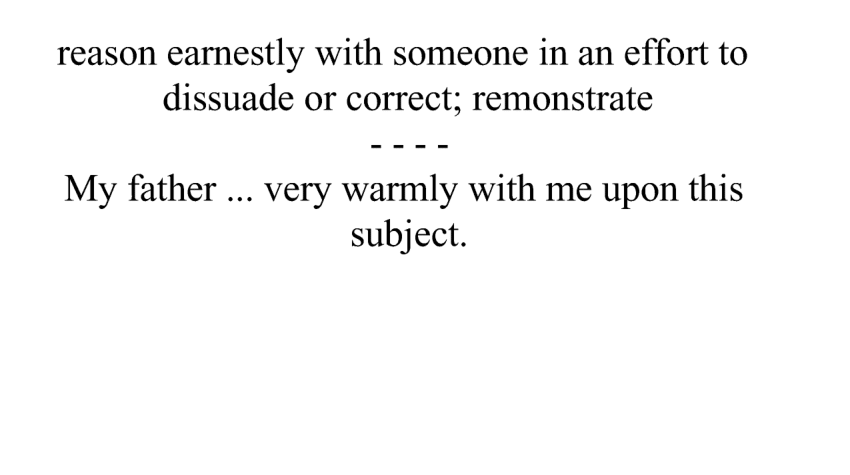 reason earnestly with someone in an effort to
dissuade or correct; remonstrate
- - - -
My father ... very warmly with me upon this
subject.